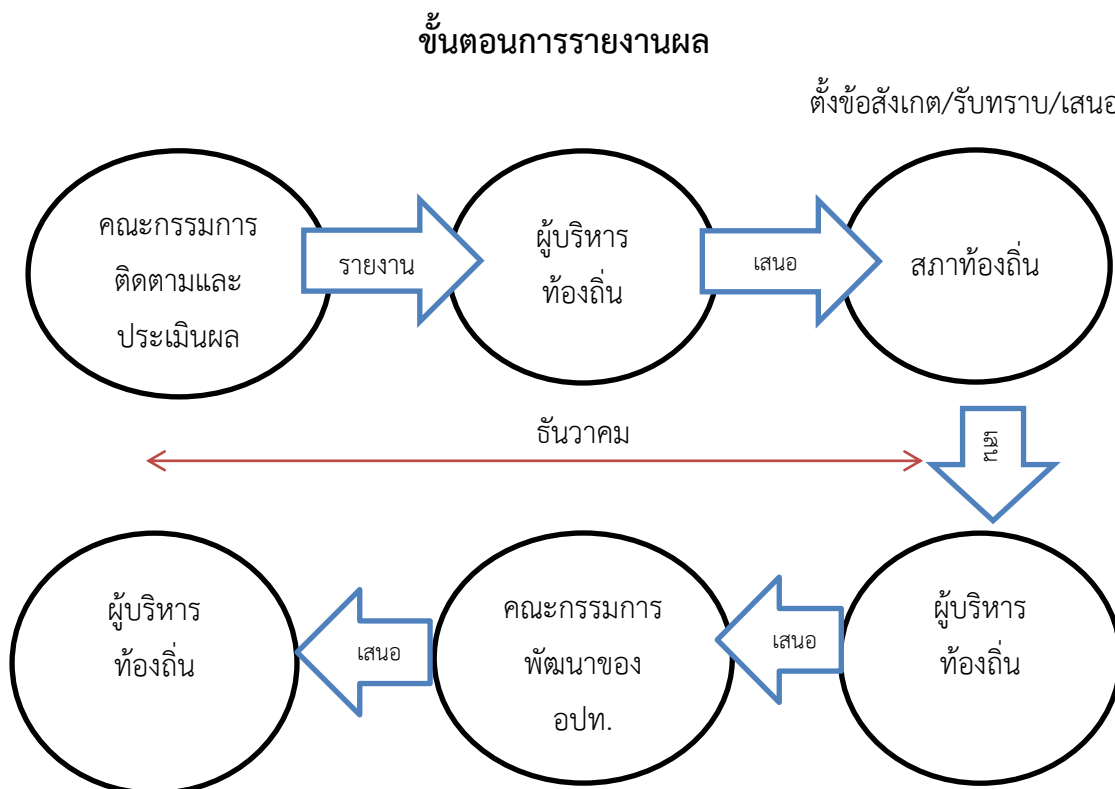 ขั้นตอนการรายงานผล
ตั้งข้อสังเกต/รับทราบ/เสนอ
คณะกรรมการ
ติดตามและ
ประเมินผล
รายงาน
ผู้บริหาร
ท้องถิ่น
เสนอ
สภาท้องถิ่น
ธันวาคม
เสน
ผู้บริหาร
ท้องถิ่น
เสนอ
คณะกรรมการ
พัฒนาของ
อปท.
เสนอ
ผู้บริหาร
ท้องถิ่น